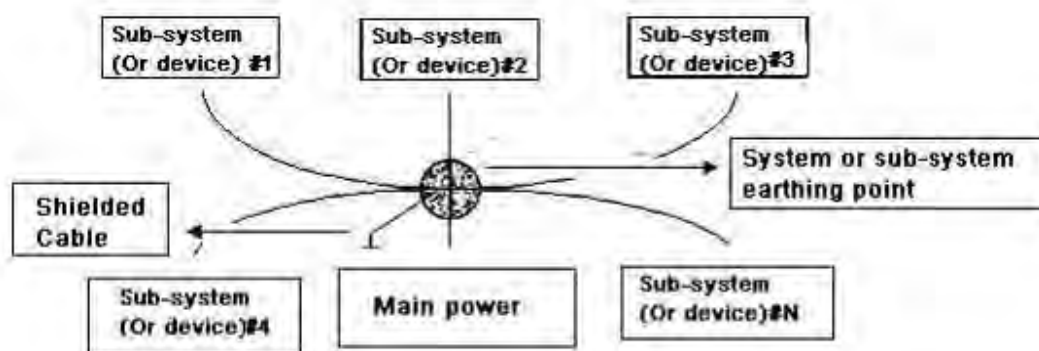 Sub-system
(Or device) #1
Sub-system
(Or device)#2
Sub-system
(Or device)#3
System or sub-system
earthing point
Shielded
Cable
Sub-system
(Or device)#4
Main power
Sub-system
(Or device)#N